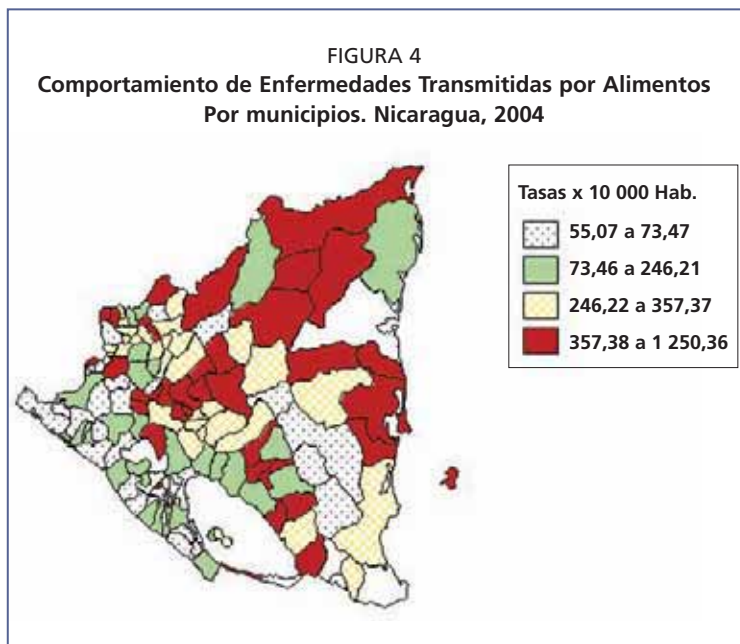 FIGURA 4
Comportamiento de Enfermedades Transmitidas por Alimentos
Por municipios. Nicaragua, 2004
Tasas x 10 000 Hab.
55,07 a 73,47
73,46 a 246,21
246,22 a 357,37
357,38 a 1 250,36